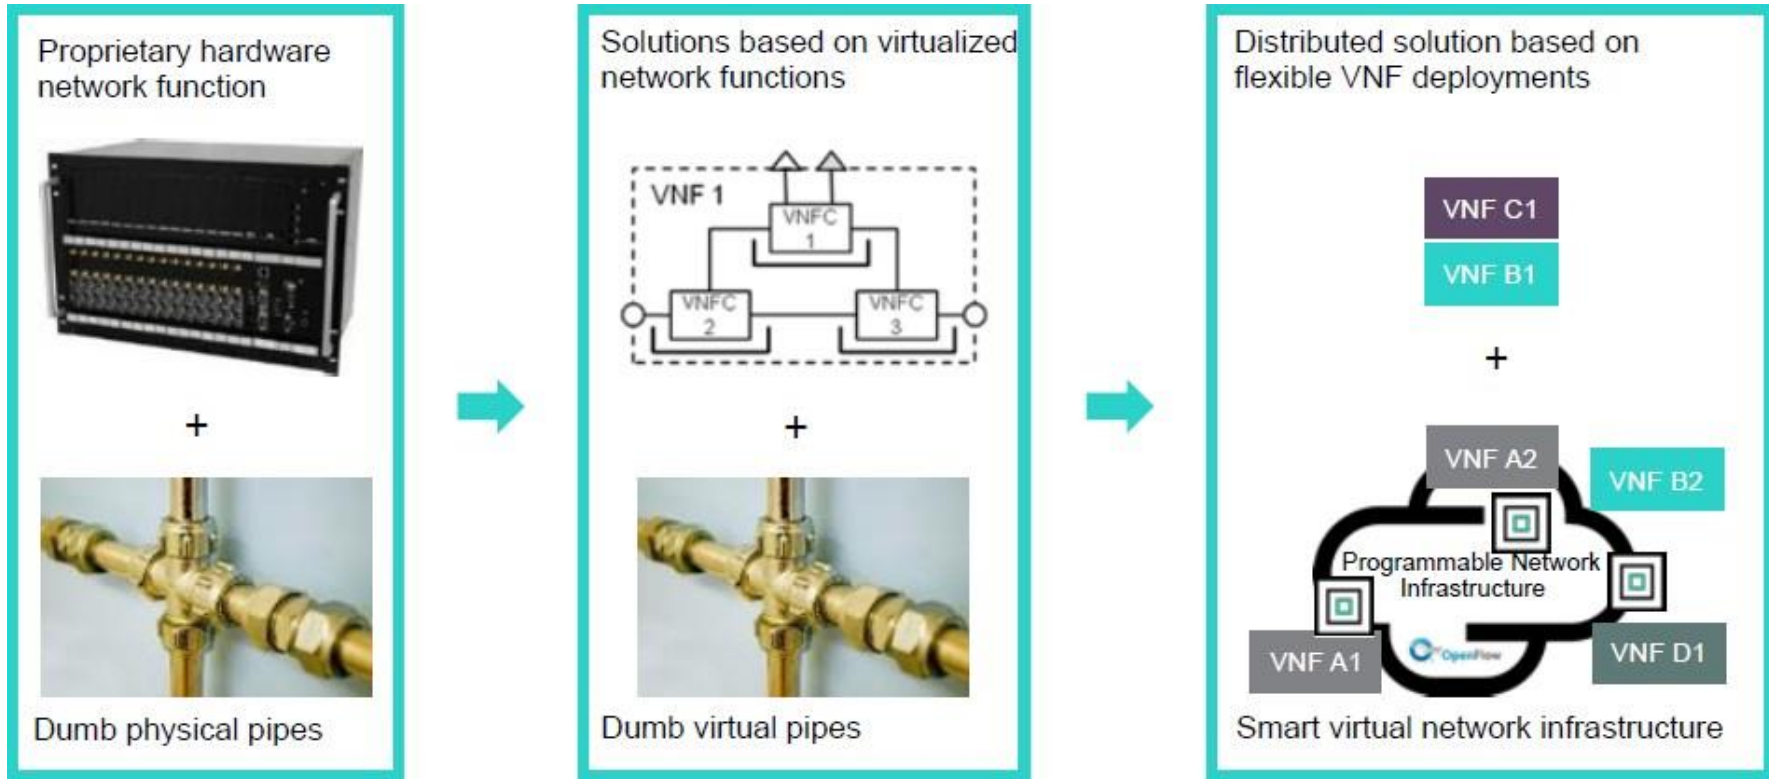 Proprietary hardware
network function
+
Dumb physical pipes
Solutions based on virtualized
network functions
VNF 1
VNFC
1
VNFC
2
VNFC
3
+
Dumb virtual pipes
Distributed solution based on
flexible VNF deployments
VNF C1
VNF B1
+
VNF A2
VNF B2
Programmable Network
Infrastructure
VNF A1
OpenFlow
VNF D1
Smart virtual network infrastructure